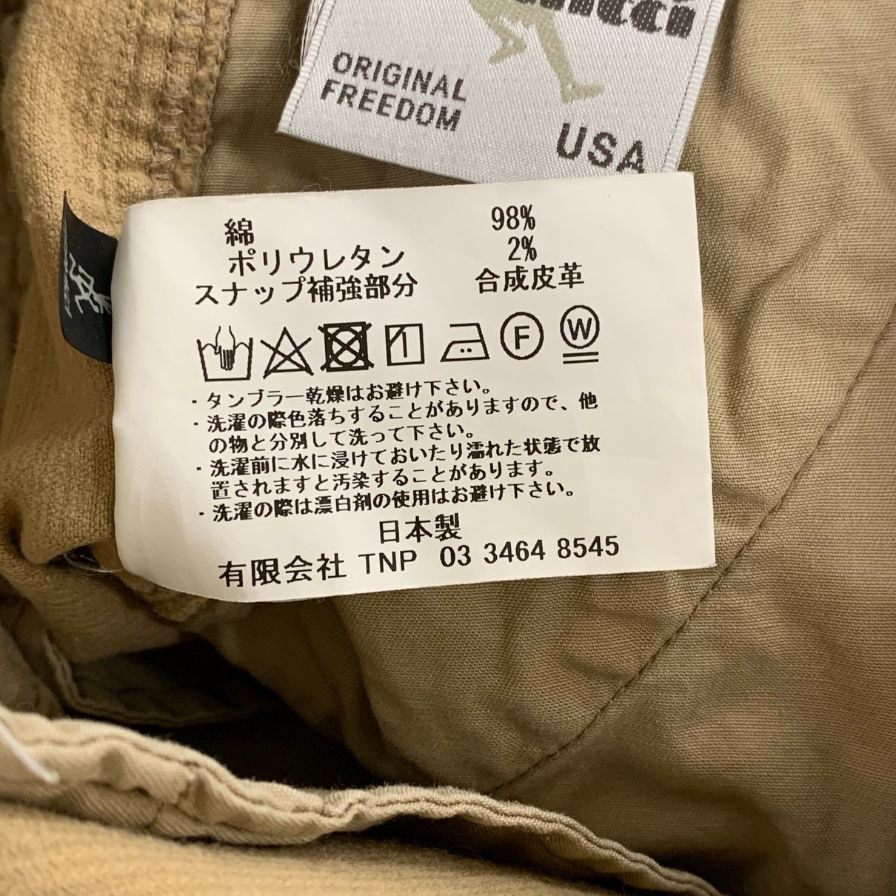 ORIGINAL
FREEDOM
USA
綿 98%
ポリウレタン 2%
スナップ補強部分 合成皮革
F W
・タンブラー乾燥はお避け下さい。
・洗濯の際色落ちすることがありますので、他
の物と分別して洗って下さい。
・洗濯前に水に浸けておいたり濡れた状態で放
置されますと汚染することがあります。
・洗濯の際は漂白剤の使用はお避け下さい。
日本製
有限会社 TNP 03 3464 8545